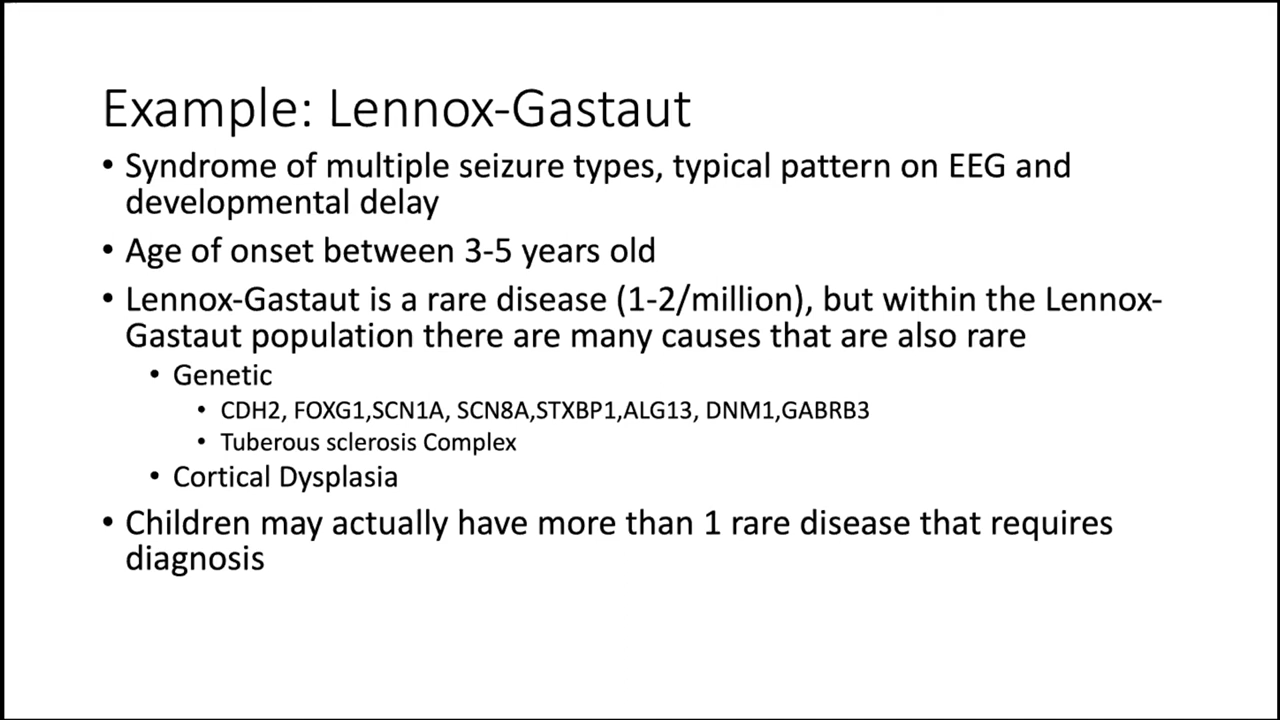 Example: Lennox-Gastaut
• Syndrome of multiple seizure types, typical pattern on EEG and
developmental delay
• Age of onset between 3-5 years old
• Lennox-Gastaut is a rare disease (1-2/million), but within the Lennox-
Gastaut population there are many causes that are also rare
• Genetic
• CDH2, FOXG1,SCN1A, SCN8A,STXBP1,ALG13, DNM1,GABRB3
• Tuberous sclerosis Complex
• Cortical Dysplasia
• Children may actually have more than 1 rare disease that requires
diagnosis